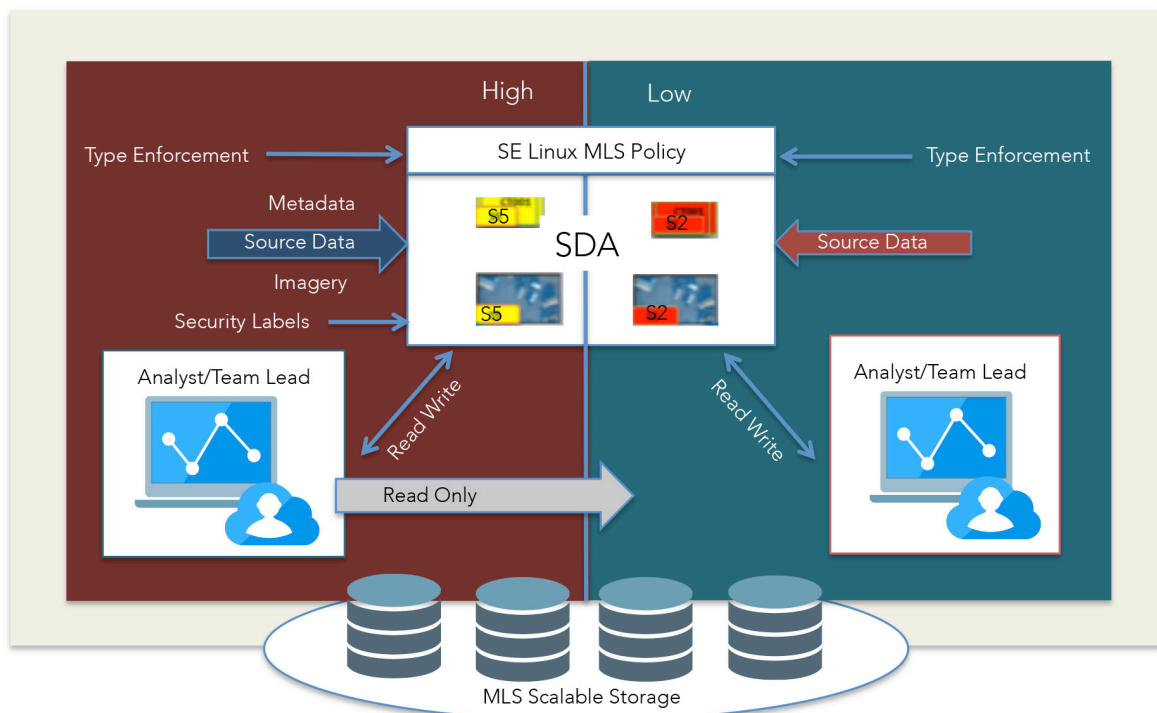 High
Low
Type Enforcement
SE Linux MLS Policy
Type Enforcement
Metadata
S5
S2
Source Data
SDA
Source Data
Imagery
S5
S2
Security Labels
Analyst/Team Lead
Analyst/Team Lead
Read Write
Read Write
Read Only
MLS Scalable Storage